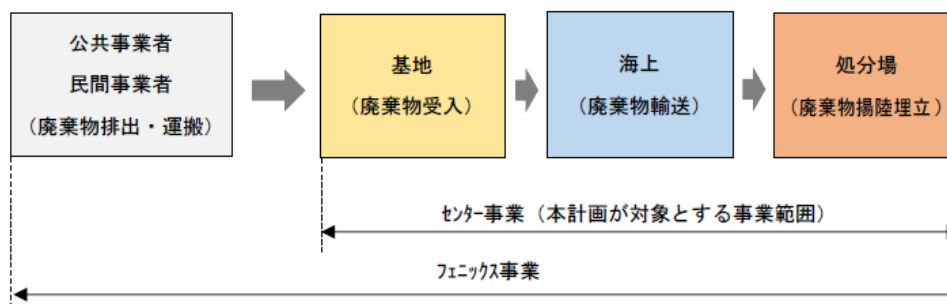 公共事業者
民間事業者
（廃棄物排出・運搬）
基地
（廃棄物受入）
海上
（廃棄物輸送）
処分場
（廃棄物揚陸埋立）
ｾﾝﾀｰ事業（本計画が対象とする事業範囲）
ﾌｪﾆｯｸｽ事業